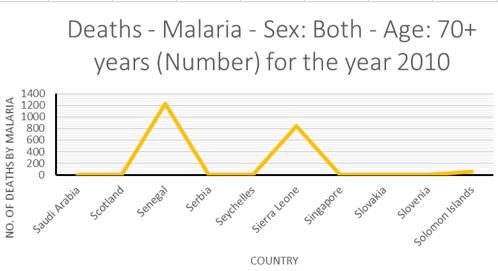 Deaths - Malaria - Sex: Both - Age: 70+
years (Number) for the year 2010
NO. OF DEATHS BY MALARIA
1400
1200
1000
800
600
400
200
0
Saudi Arabia
Scotland
Senegal
Serbia
Seychelles
Sierra Leone
Singapore
Slovakia
Slovenia
Solomon Islands
COUNTRY